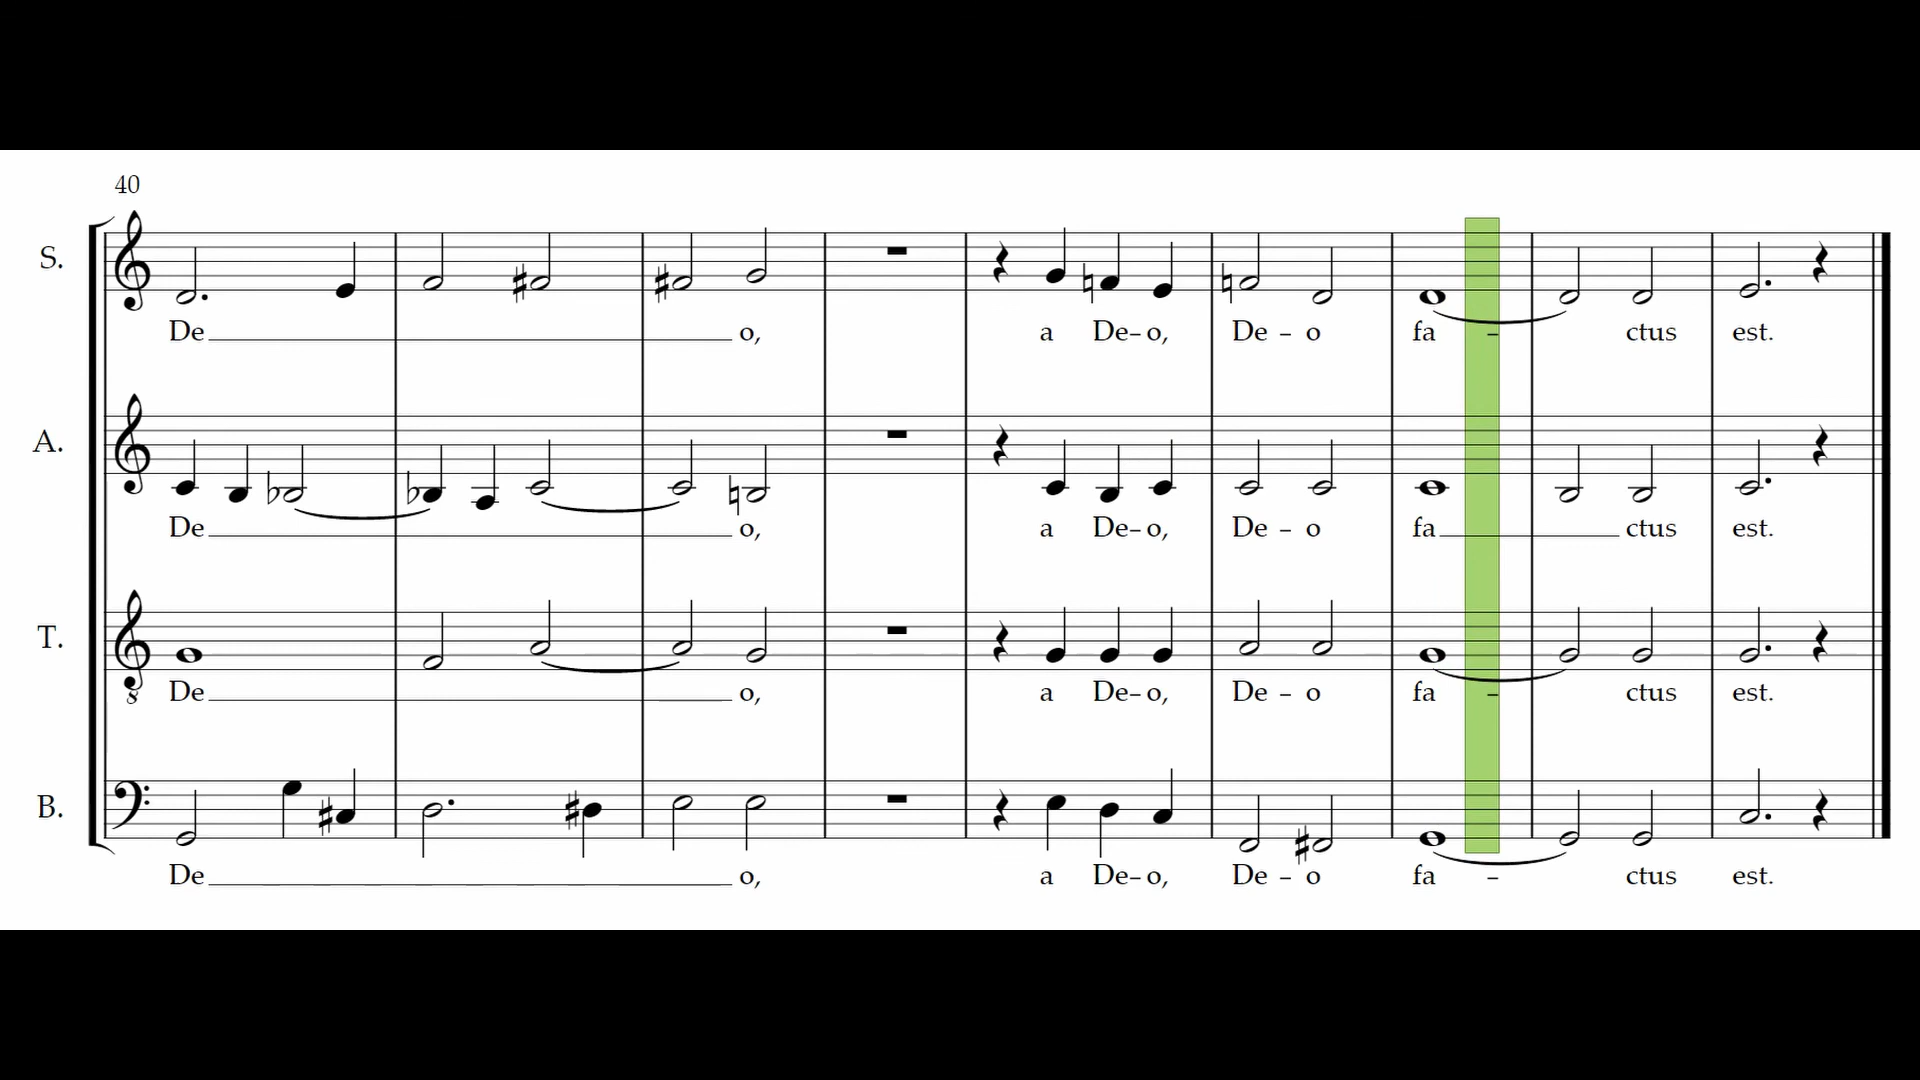 40
S.
De o, a De–o, De – o fa – ctus est.
A.
De o, a De–o, De – o fa ctus est.
T.
De o, a De–o, De – o fa – ctus est.
8
B.
De o, a De–o, De – o fa – ctus est.